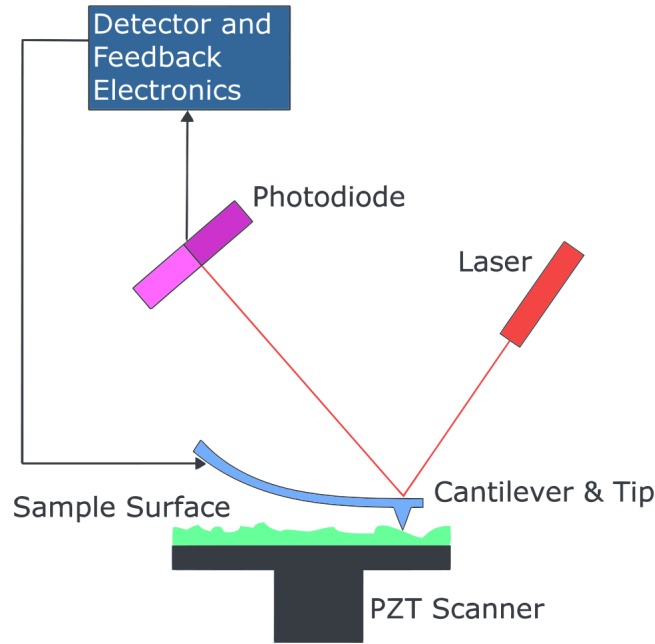 Detector and
Feedback
Electronics
Photodiode
Laser
Cantilever & Tip
Sample Surface
PZT Scanner